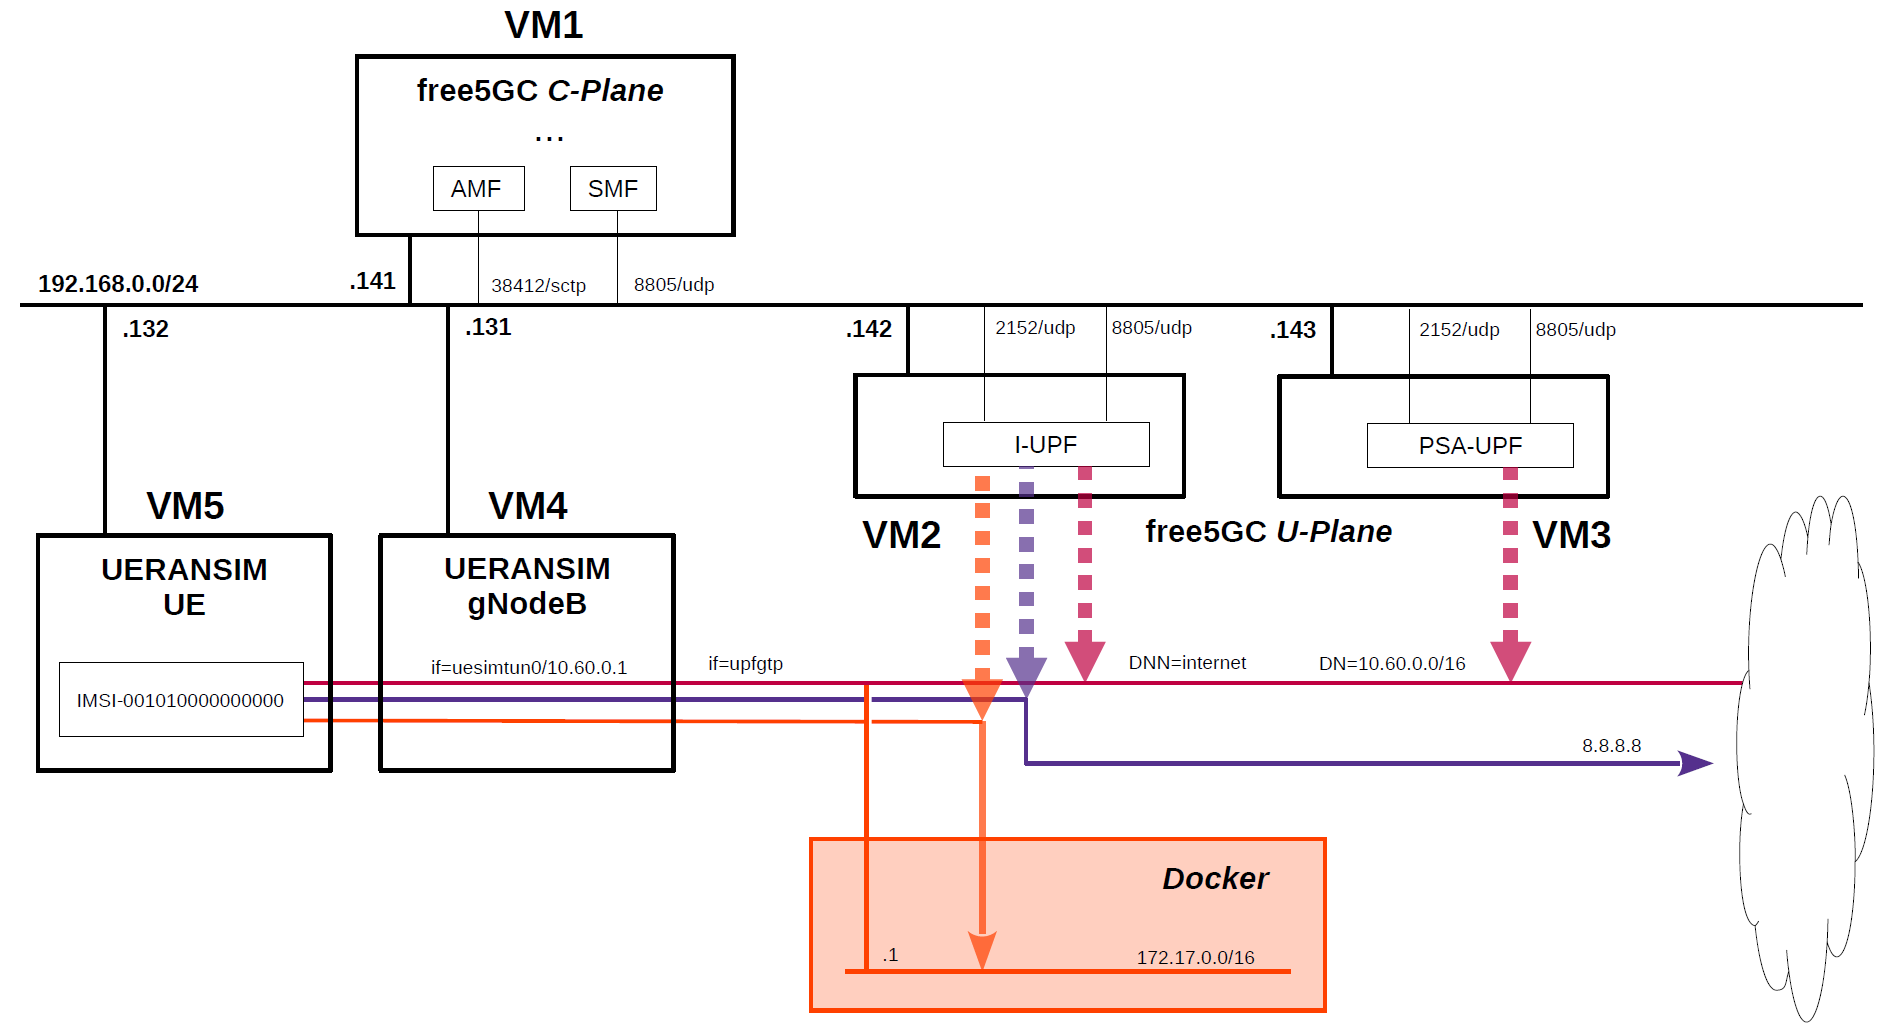 VM1
free5GC C-Plane
...
AMF
SMF
192.168.0.0/24
.141
38412/sctp
8805/udp
.132
.131
.142
2152/udp
8805/udp
.143
2152/udp
8805/udp
I-UPF
PSA-UPF
VM5
VM4
VM2
free5GC U-Plane
VM3
UERANSIM
UE
UERANSIM
gNodeB
if=uesimtun0/10.60.0.1
if=upfgtp
DNN=internet
DN=10.60.0.0/16
IMSI-001010000000000
8.8.8.8
Docker
.1
172.17.0.0/16